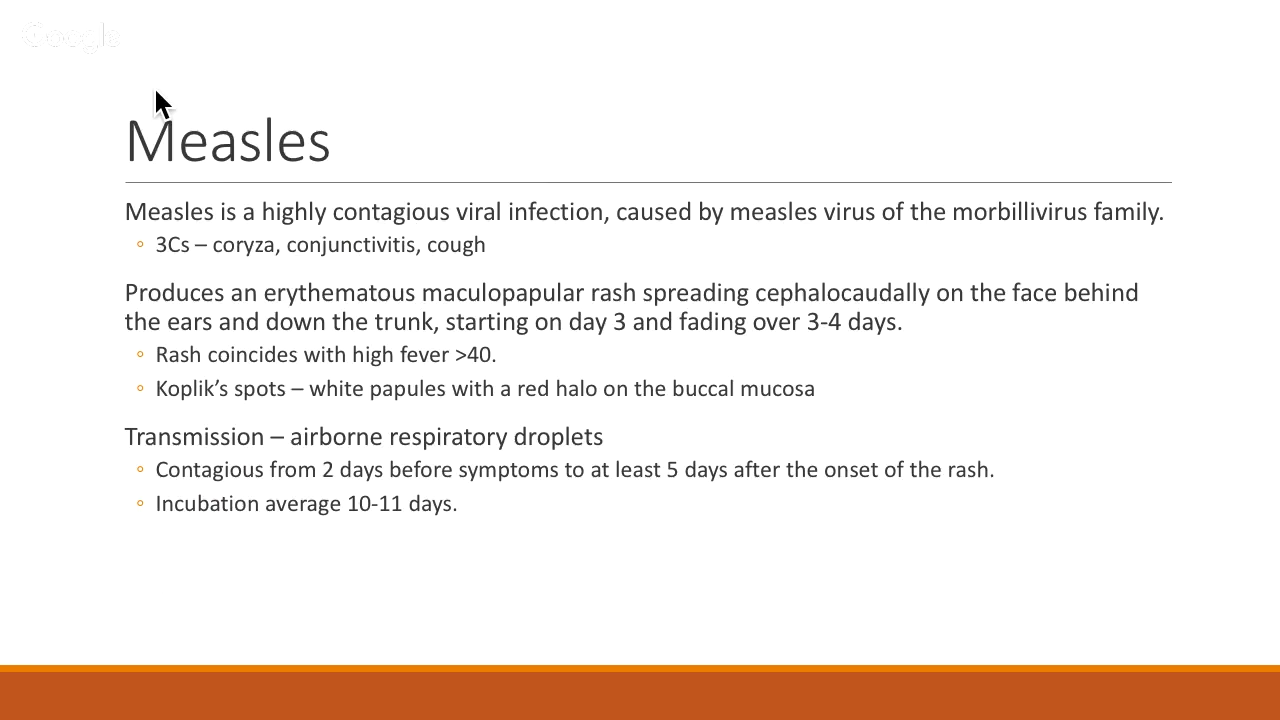 Google
Measles
Measles is a highly contagious viral infection, caused by measles virus of the morbillivirus family.
◦ 3Cs – coryza, conjunctivitis, cough
Produces an erythematous maculopapular rash spreading cephalocaudally on the face behind
the ears and down the trunk, starting on day 3 and fading over 3-4 days.
◦ Rash coincides with high fever >40.
◦ Koplik’s spots – white papules with a red halo on the buccal mucosa
Transmission – airborne respiratory droplets
◦ Contagious from 2 days before symptoms to at least 5 days after the onset of the rash.
◦ Incubation average 10-11 days.